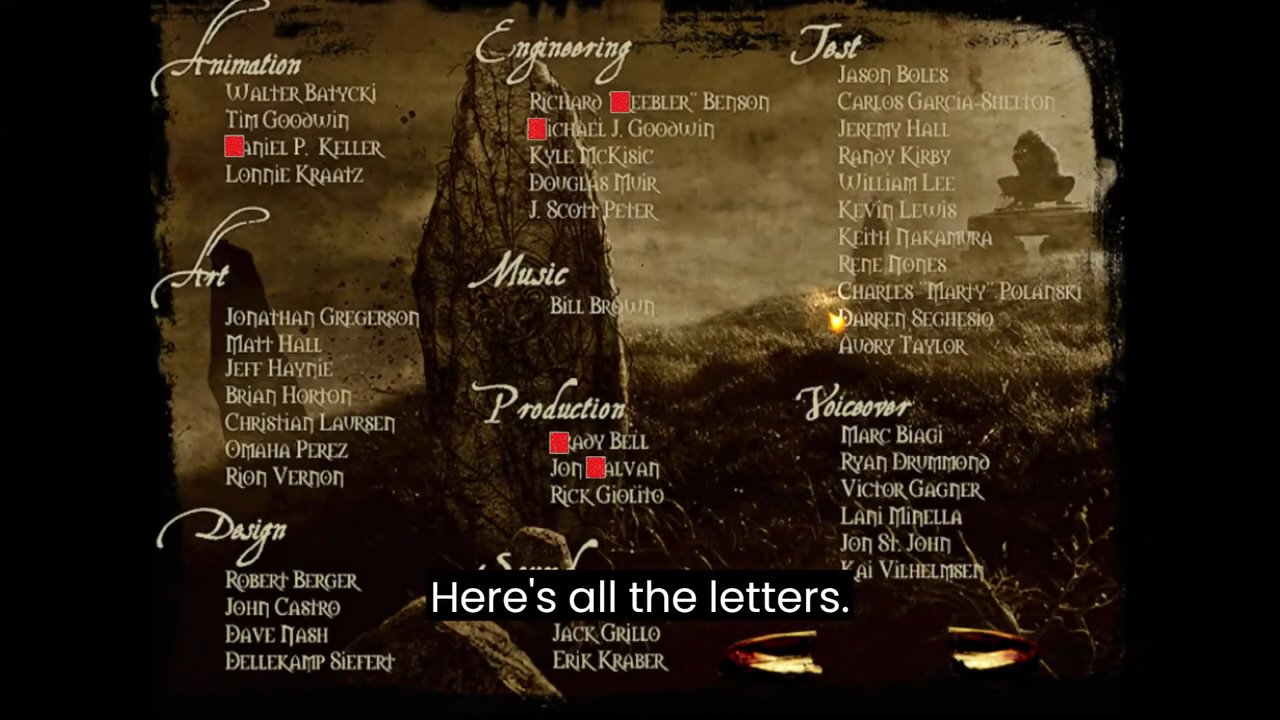 Animation
Walter Batycki
Tim Goodwin
aniel P. Keller
Lonnie Kraatz
Art
Jonathan Gregerson
Matt Hall
Jeff Haynie
Brian Horton
Christian Laursen
Omaha Perez
Rion Vernon
Design
Robert Berger
John Castro
Dave Nash
Dellekamp Siefert
Engineering
Richard eebler" Benson
ichael J. Goodwin
Kyle McKisic
Douglas Muir
J. Scott Peter
Music
Bill Brown
Production
rady Bell
Jon alvan
Rick Giolito
Jack Grillo
Erik Kraber
Test
Jason Boles
Carlos Garcia-Shelton
Jeremy Hall
Randy Kirby
William Lee
Kevin Lewis
Keith Nakamura
Rene Nones
Charles "Marty" Polanski
Darren Seghesio
Audry Taylor
Voiceover
Marc Biagi
Ryan Drummond
Victor Gagner
Lani Minella
Jon St. John
Kai Vilhelmsen
Here's all the letters.